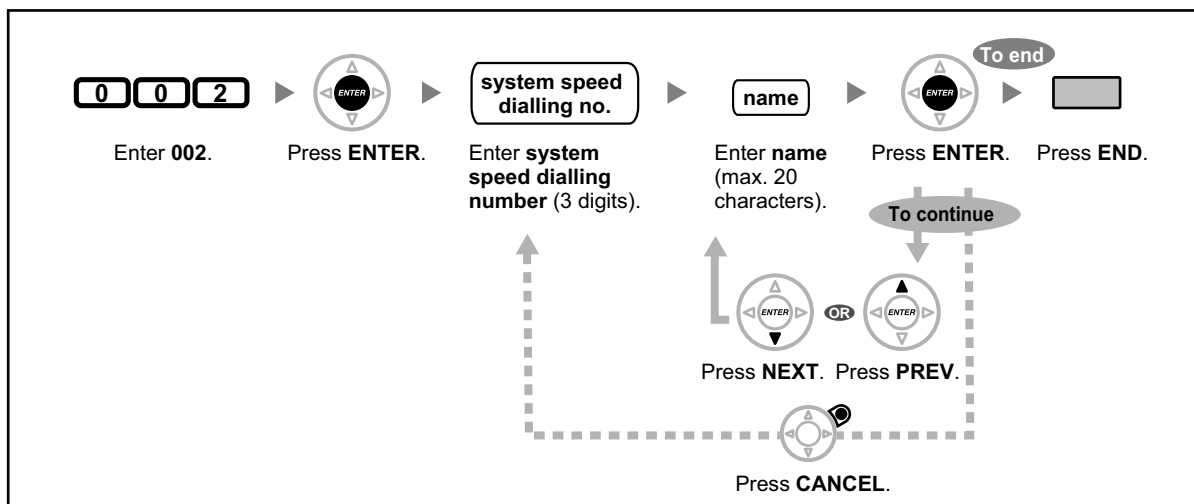 0 0 2
ENTER
system speed
dialling no.
name
ENTER
To end
Enter 002.
Press ENTER.
Enter system
speed dialling
number (3 digits).
Enter name
(max. 20
characters).
Press ENTER.
Press END.
To continue
ENTER
OR
ENTER
Press NEXT.
Press PREV.
Press CANCEL.